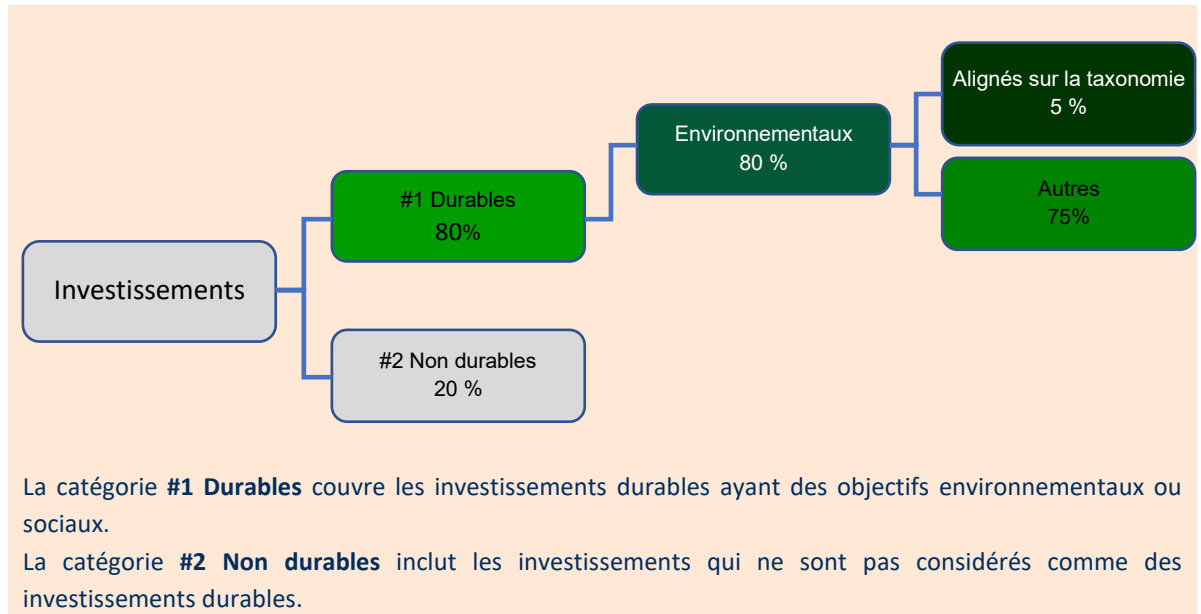 Alignés sur la taxonomie
5 %
Environnementaux
80 %
Autres
75%
#1 Durables
80%
Investissements
#2 Non durables
20 %
La catégorie #1 Durables couvre les investissements durables ayant des objectifs environnementaux ou
sociaux.
La catégorie #2 Non durables inclut les investissements qui ne sont pas considérés comme des
investissements durables.